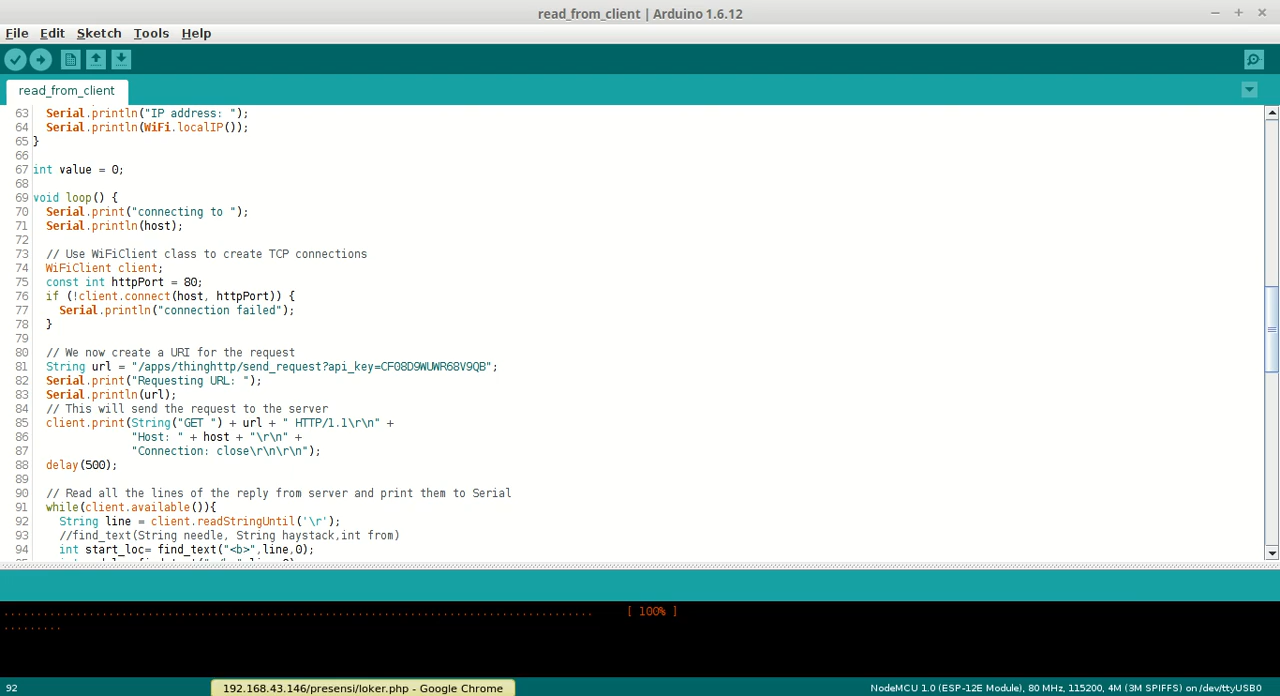 read_from_client | Arduino 1.6.12
File Edit Sketch Tools Help
read_from_client
63 Serial.println("IP address: ");
64 Serial.println(WiFi.localIP());
65 }
66
67 int value = 0;
68
69 void loop() {
70 Serial.print("connecting to ");
71 Serial.println(host);
72
73 // Use WiFiClient class to create TCP connections
74 WiFiClient client;
75 const int httpPort = 80;
76 if (!client.connect(host, httpPort)) {
77 Serial.println("connection failed");
78 }
79
80 // We now create a URI for the request
81 String url = "/apps/thinghttp/send_request?api_key=CF08D9WUWR68V9QB";
82 Serial.print("Requesting URL: ");
83 Serial.println(url);
84 // This will send the request to the server
85 client.print(String("GET ") + url + " HTTP/1.1\r\n" +
86 "Host: " + host + "\r\n" +
87 "Connection: close\r\n\r\n");
88 delay(500);
89
90 // Read all the lines of the reply from server and print them to Serial
91 while(client.available()){
92 String line = client.readStringUntil('\r');
93 //find_text(String needle, String haystack,int from)
94 int start_loc= find_text("<b>",line,0);
[ 100% ]
92
192.168.43.146/presensi/loker.php - Google Chrome
NodeMCU 1.0 (ESP-12E Module), 80 MHz, 115200, 4M (3M SPIFFS) on /dev/ttyUSB0